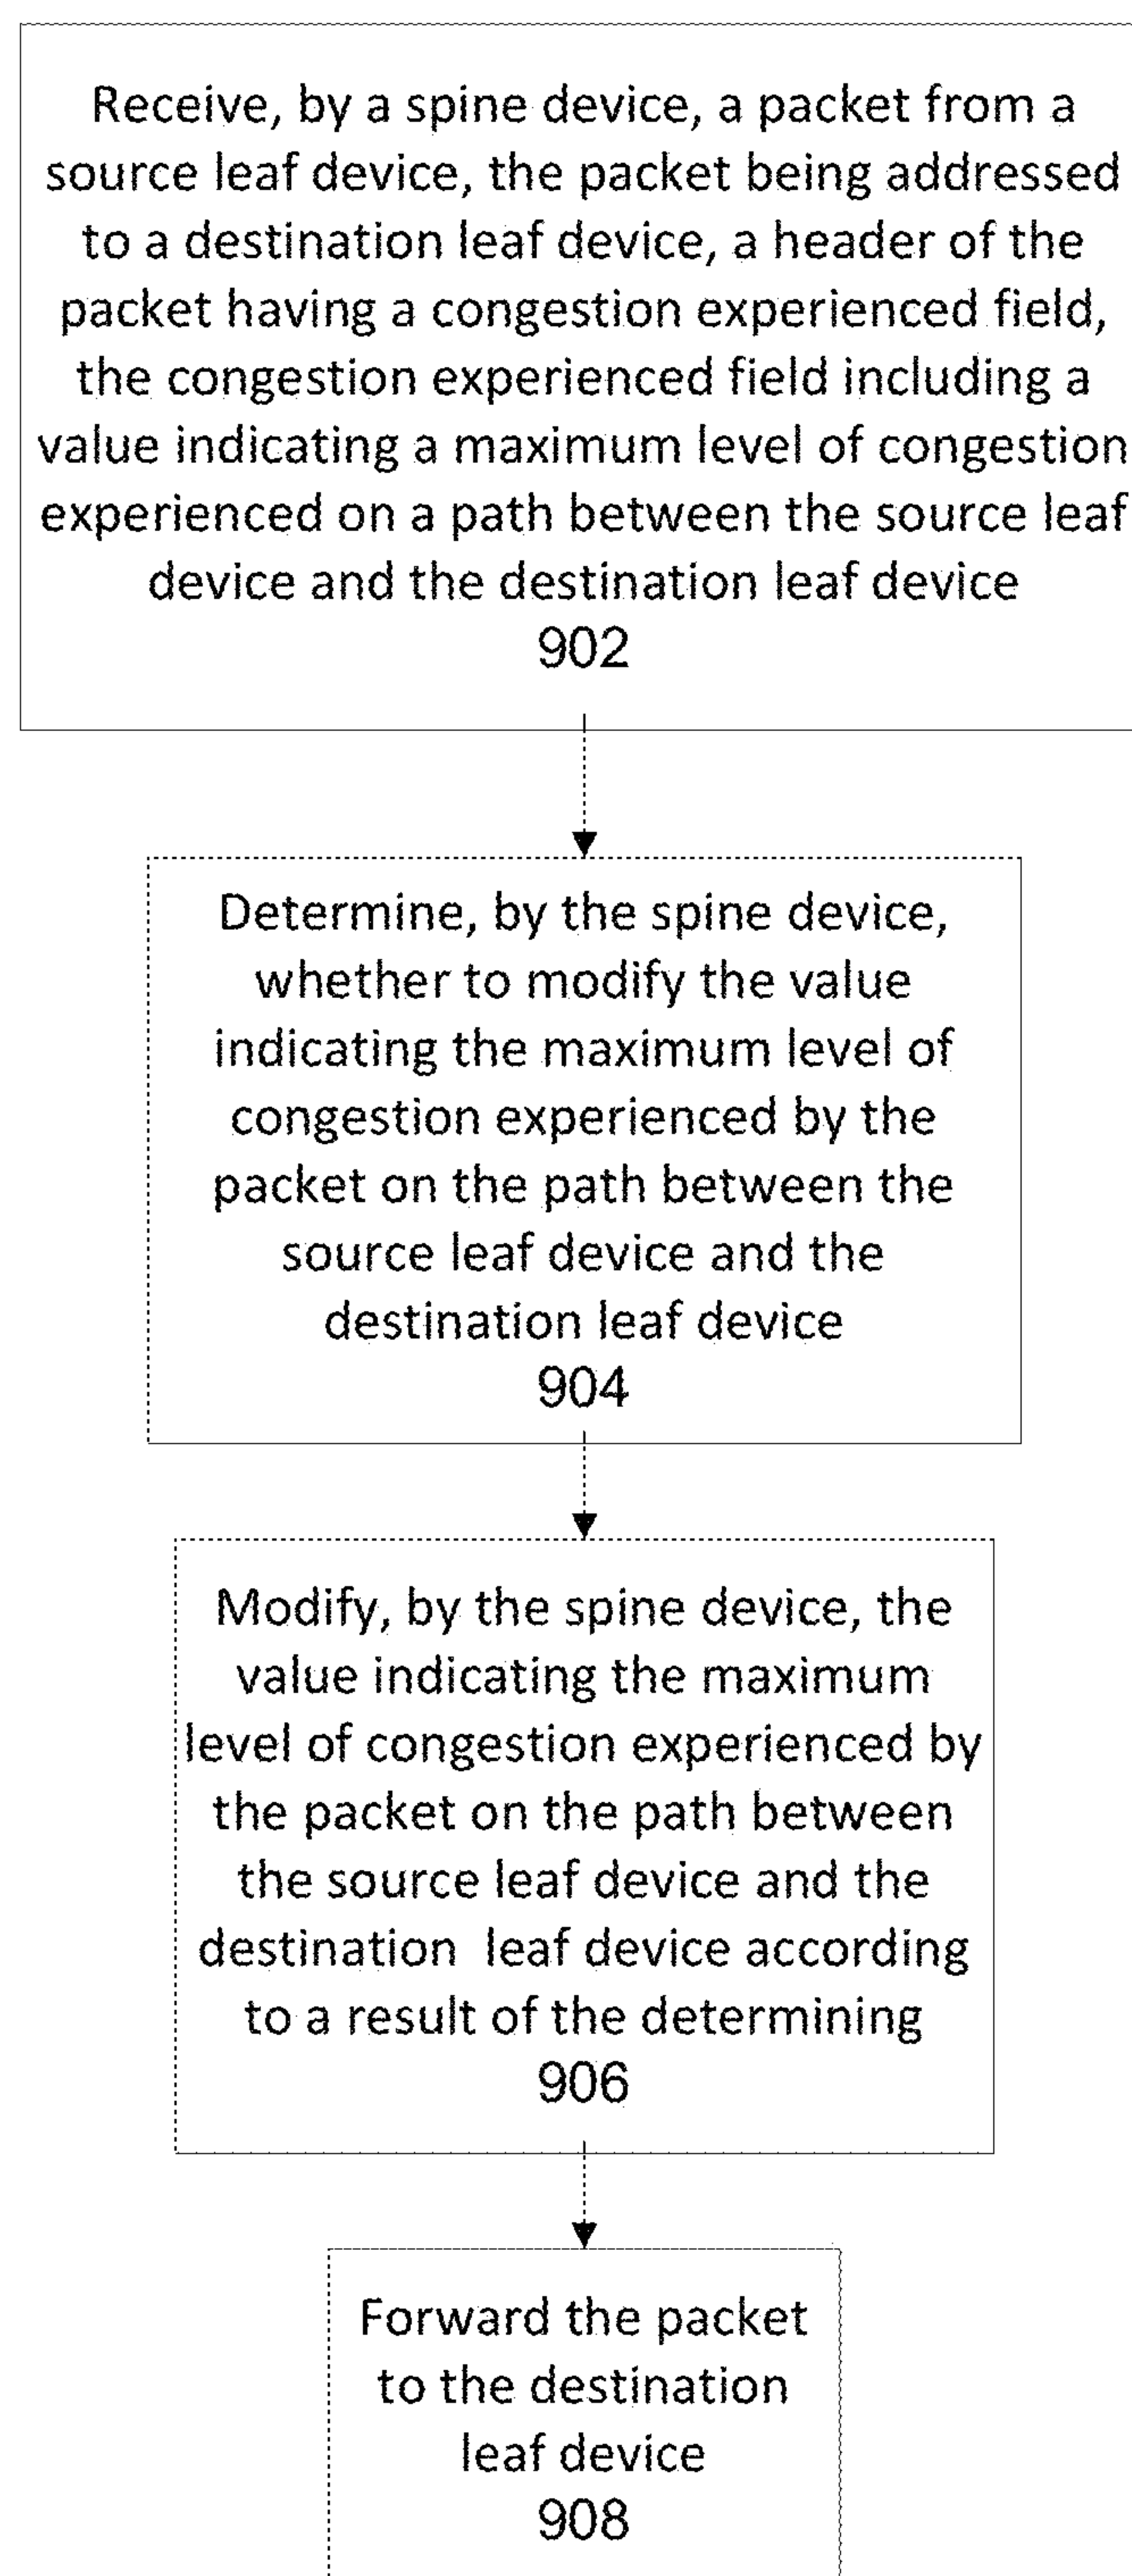 Receive, by a spine device, a packet from a
source leaf device, the packet being addressed
to a destination leaf device, a header of the
packet having a congestion experienced field,
the congestion experienced field including a
value indicating a maximum level of congestion
experienced on a path between the source leaf
device and the destination leaf device
902
Determine, by the spine device,
whether to modify the value
indicating the maximum level of
congestion experienced by the
packet on the path between the
source leaf device and the
destination leaf device
904
Modify, by the spine device, the
value indicating the maximum
level of congestion experienced by
the packet on the path between
the source leaf device and the
destination leaf device according
to a result of the determining
906
Forward the packet
to the destination
leaf device
908